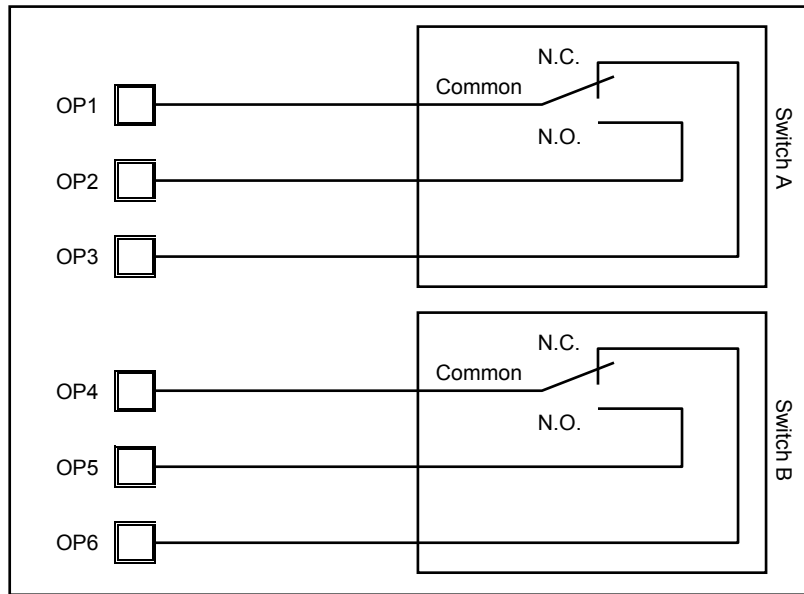 N.C.
Common
OP1
N.O.
OP2
OP3
Switch A
N.C.
Common
OP4
N.O.
OP5
OP6
Switch B